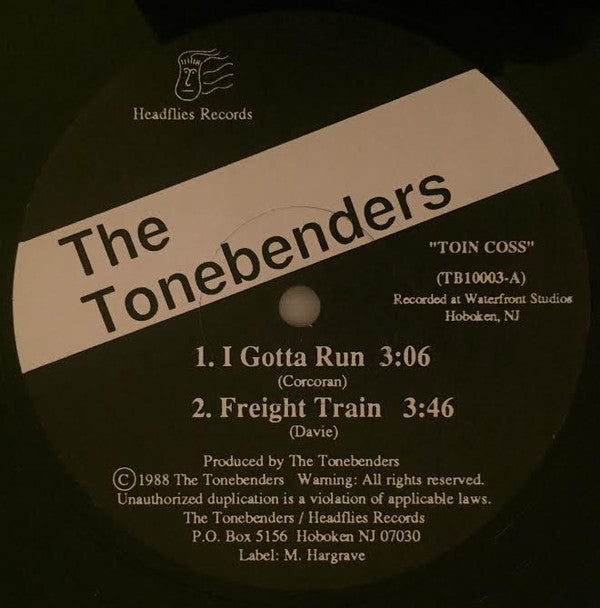 Headflies Records
The
Tonebenders
"TOIN COSS"
(TB10003-A)
Recorded at Waterfront Studios
Hoboken, NJ
1. I Gotta Run 3:06
(Corcoran)
2. Freight Train 3:46
(Davie)
Produced by The Tonebenders
©1988 The Tonebenders Warning: All rights reserved.
Unauthorized duplication is a violation of applicable laws.
The Tonebenders / Headflies Records
P.O. Box 5156 Hoboken NJ 07030
Label: M. Hargrave